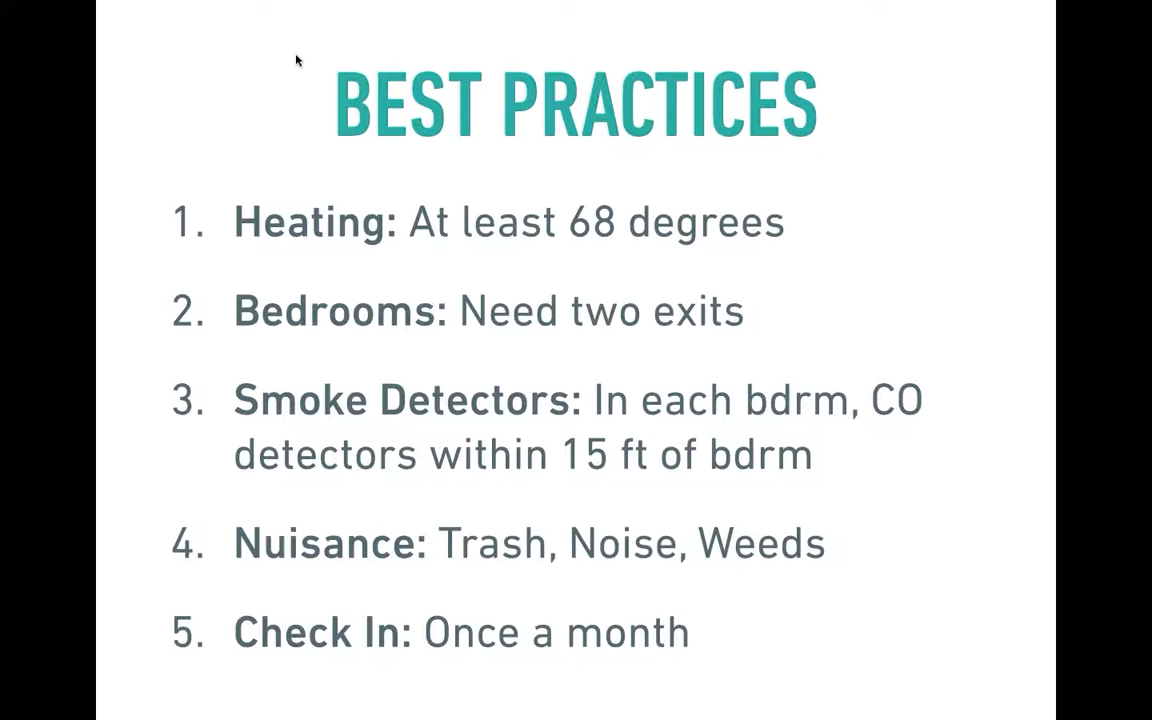 BEST PRACTICES
1. Heating: At least 68 degrees
2. Bedrooms: Need two exits
3. Smoke Detectors: In each bdrm, CO
detectors within 15 ft of bdrm
4. Nuisance: Trash, Noise, Weeds
5. Check In: Once a month